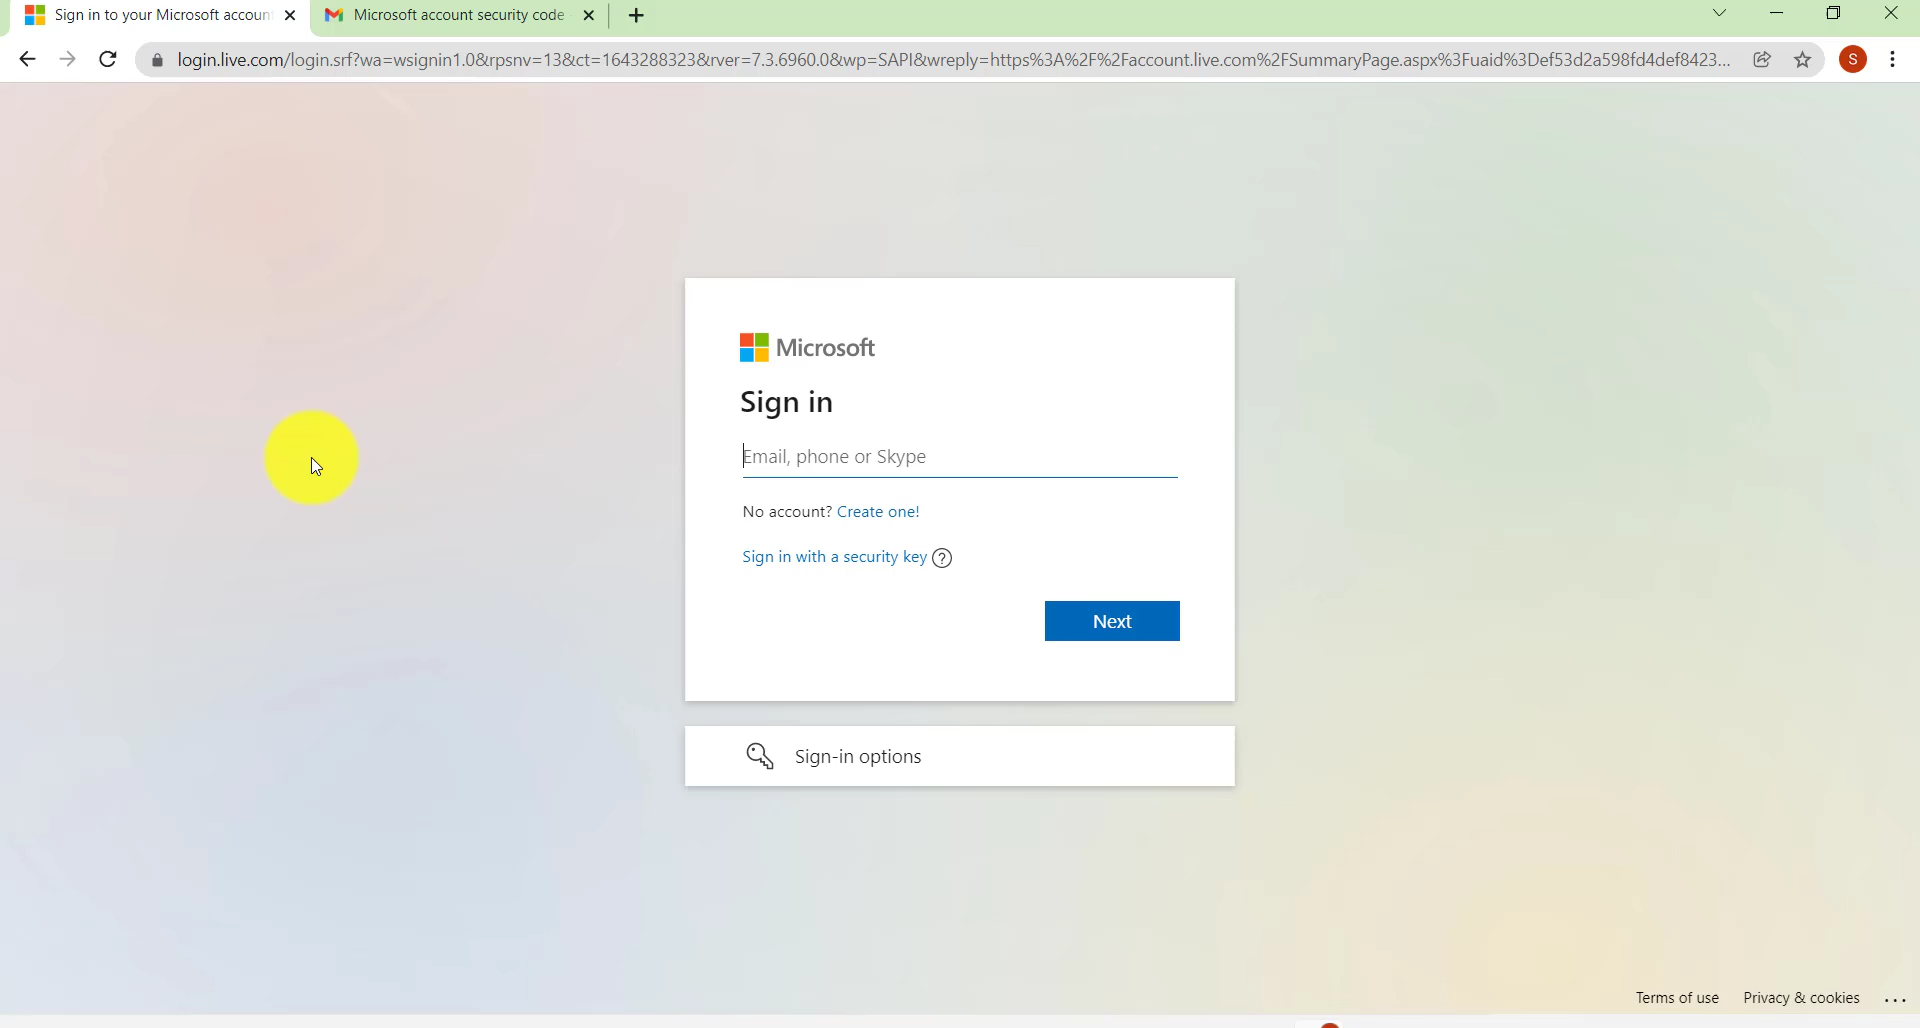 Sign in to your Microsoft accoun
Microsoft account security code
login.live.com/login.srf?wa=wsignin1.0&rpsnv=13&ct=1643288323&rver=7.3.6960.0&wp=SAPI&wreply=https%3A%2F%2Faccount.live.com%2FSummaryPage.aspx%3Fuaid%3Def53d2a598fd4def8423...
S
Microsoft
Sign in
Email, phone or Skype
No account? Create one!
Sign in with a security key ?
Next
Sign-in options
Terms of use Privacy & cookies ...